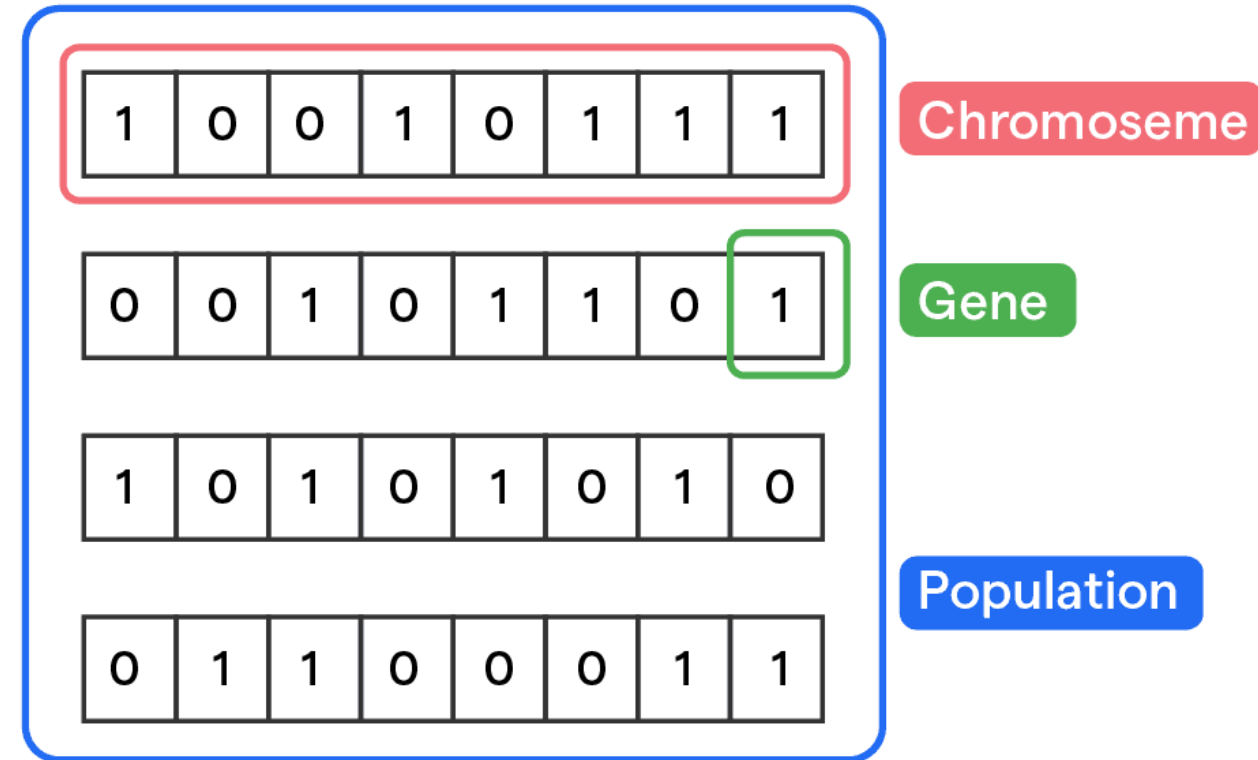 1 0 0 1 0 1 1 1
Chromoseme
0 0 1 0 1 1 0 1
Gene
1 0 1 0 1 0 1 0
Population
0 1 1 0 0 0 1 1